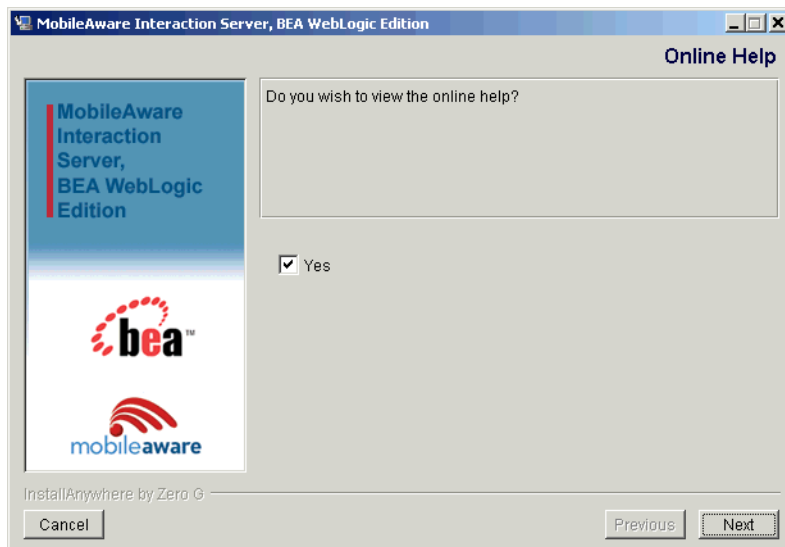 MobileAware Interaction Server, BEA WebLogic Edition
Online Help
MobileAware
Interaction
Server,
BEA WebLogic
Edition
Do you wish to view the online help?
Yes
bea™
mobileaware
InstallAnywhere by Zero G
Cancel
Previous
Next